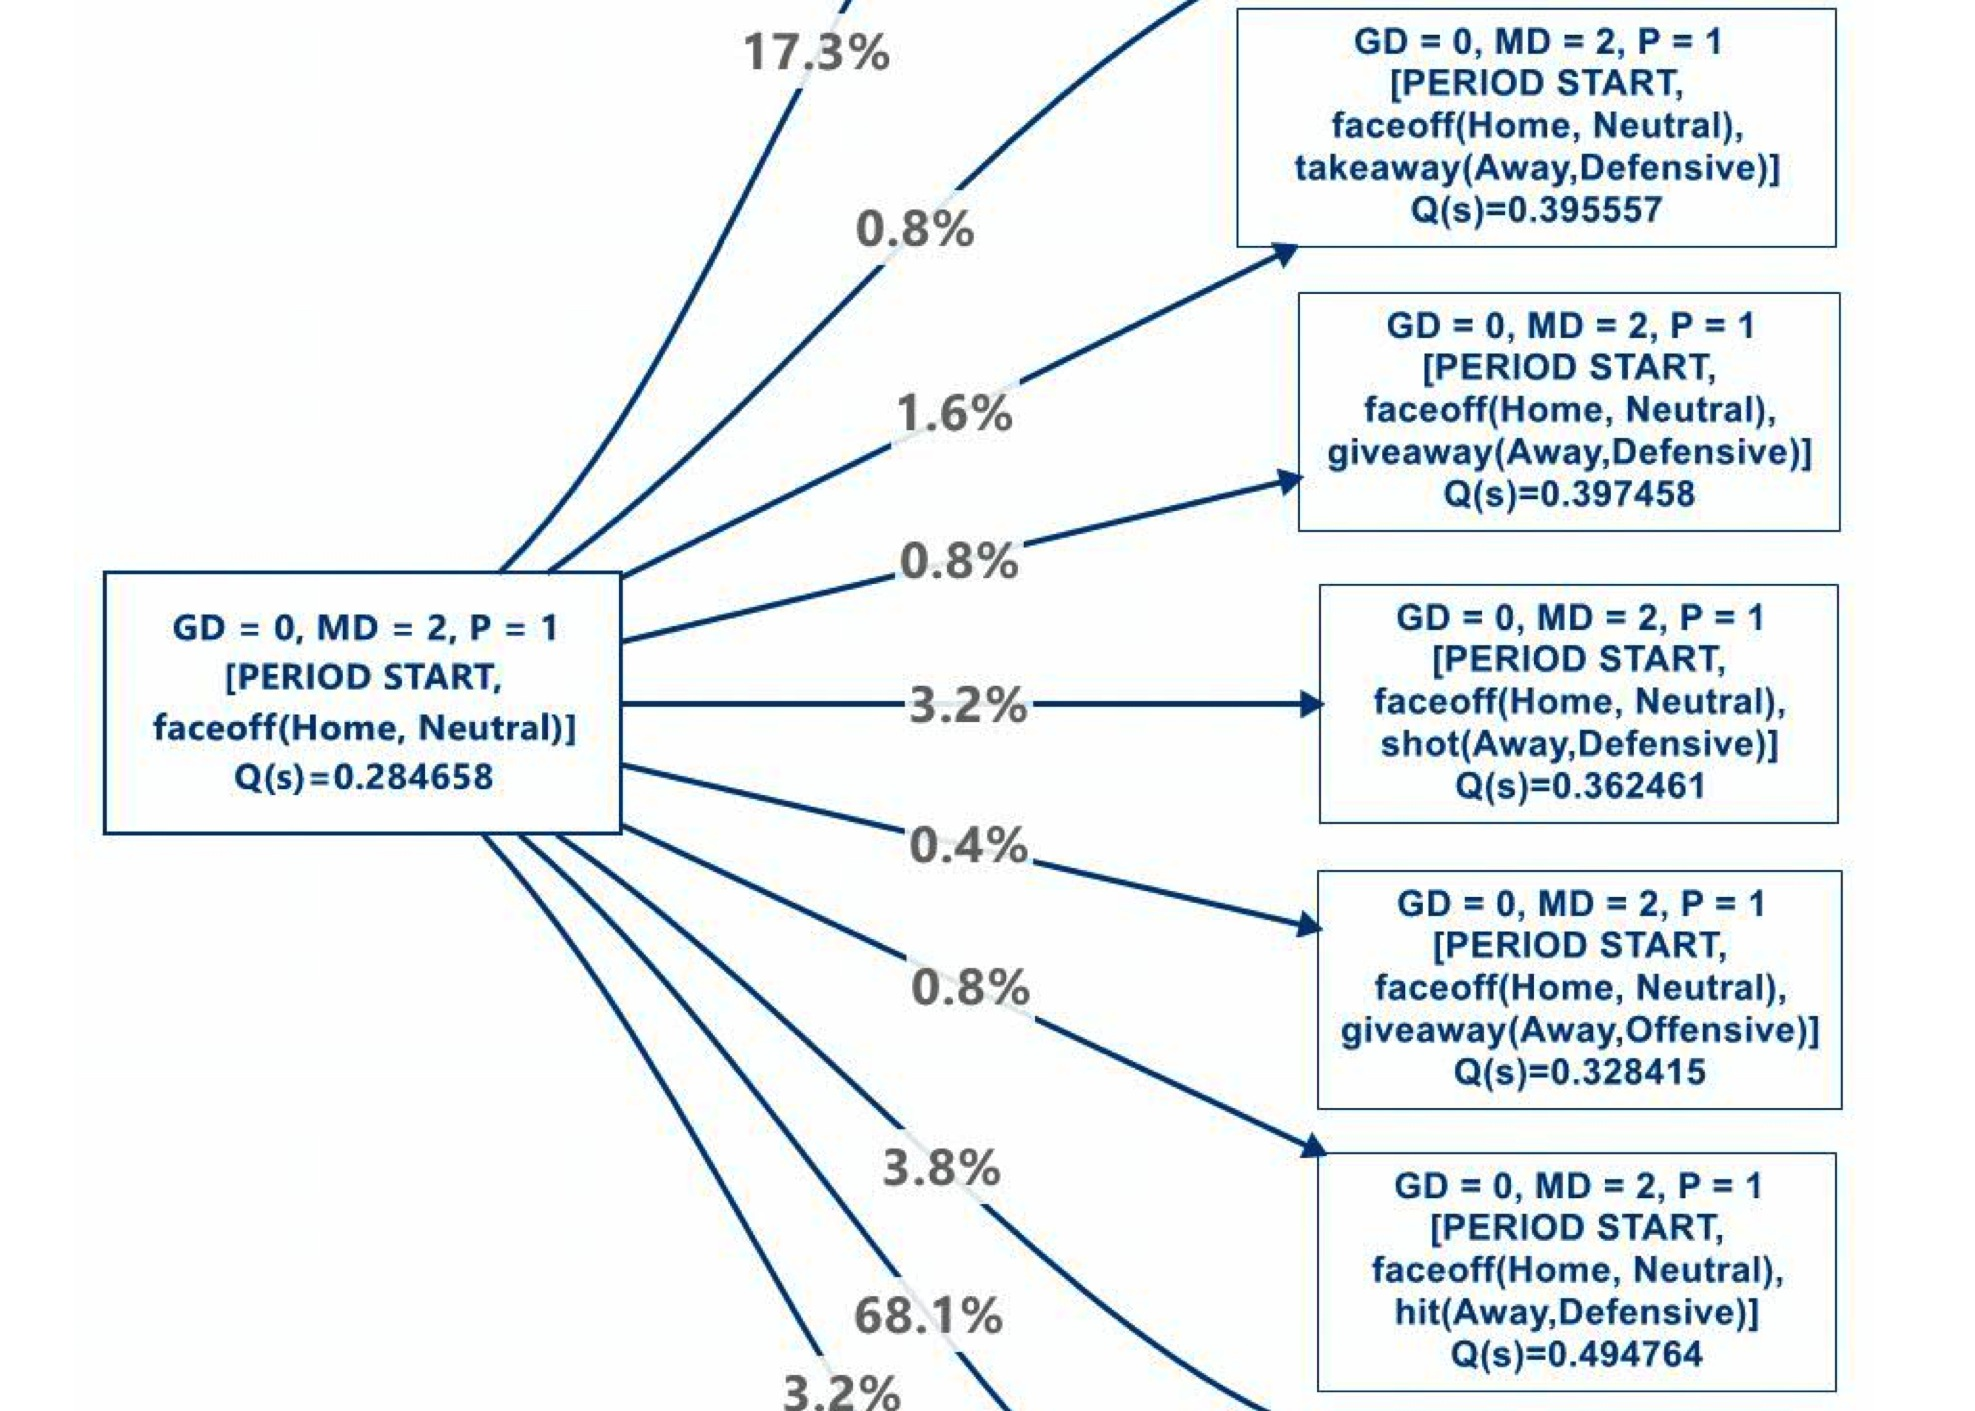 17.3%
0.8%
1.6%
0.8%
3.2%
0.4%
0.8%
3.8%
68.1%
3.2%
GD = 0, MD = 2, P = 1
[PERIOD START,
faceoff(Home, Neutral)]
Q(s)=0.284658
GD = 0, MD = 2, P = 1
[PERIOD START,
faceoff(Home, Neutral),
takeaway(Away,Defensive)]
Q(s)=0.395557
GD = 0, MD = 2, P = 1
[PERIOD START,
faceoff(Home, Neutral),
giveaway(Away,Defensive)]
Q(s)=0.397458
GD = 0, MD = 2, P = 1
[PERIOD START,
faceoff(Home, Neutral),
shot(Away,Defensive)]
Q(s)=0.362461
GD = 0, MD = 2, P = 1
[PERIOD START,
faceoff(Home, Neutral),
giveaway(Away,Offensive)]
Q(s)=0.328415
GD = 0, MD = 2, P = 1
[PERIOD START,
faceoff(Home, Neutral),
hit(Away,Defensive)]
Q(s)=0.494764